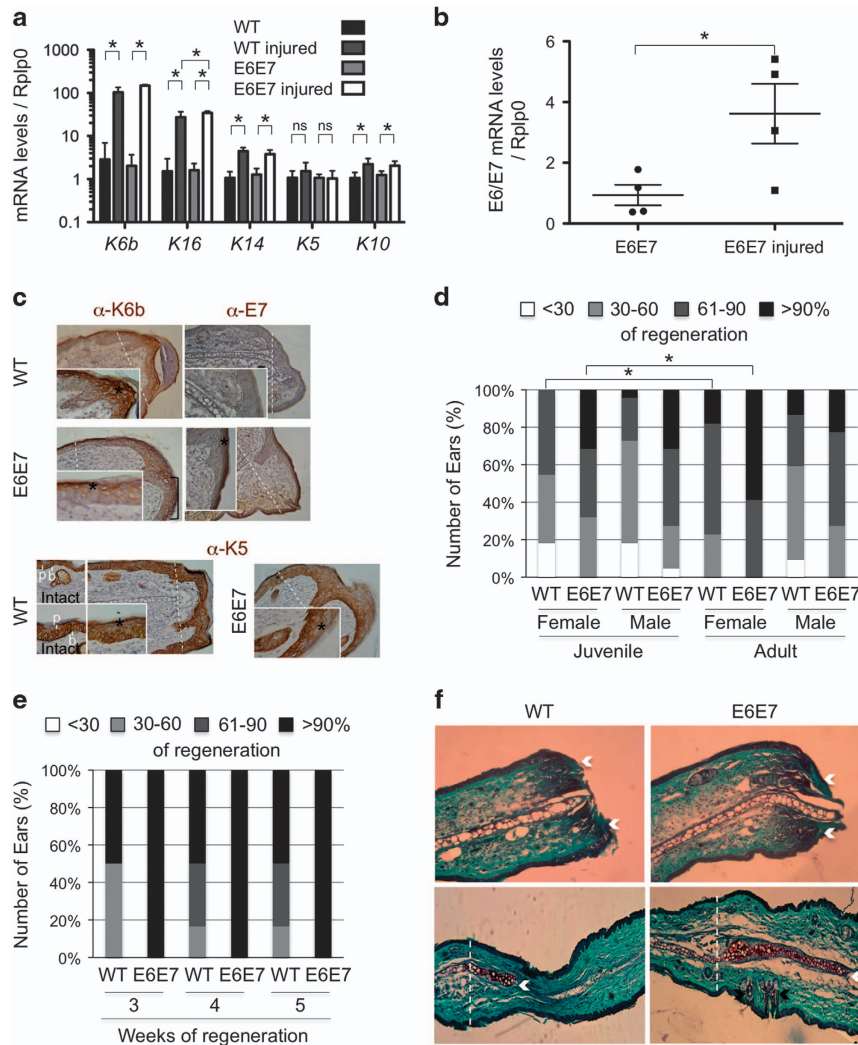 a
mRNA levels / Rplp0
1000
100
10
1
0.1
WT
WT injured
E6E7
E6E7 injured
* * * * * * * ns ns * *
K6b K16 K14 K5 K10
b
E6/E7 mRNA levels
/ Rplp0
6
4
2
0
*
E6E7 E6E7 injured
c
α-K6b α-E7
WT
* 
E6E7
* *
α-K5
WT
p b
Intact
p
b
Intact
*
E6E7
*
d
<30 30-60 61-90 >90%
of regeneration
Number of Ears (%)
100%
80%
60%
40%
20%
0%
* *
WT E6E7 WT E6E7 WT E6E7 WT E6E7
Female Male Female Male
Juvenile Adult
e
<30 30-60 61-90 >90%
of regeneration
Number of Ears (%)
100%
80%
60%
40%
20%
0%
WT E6E7 WT E6E7 WT E6E7
3 4 5
Weeks of regeneration
f
WT E6E7
*